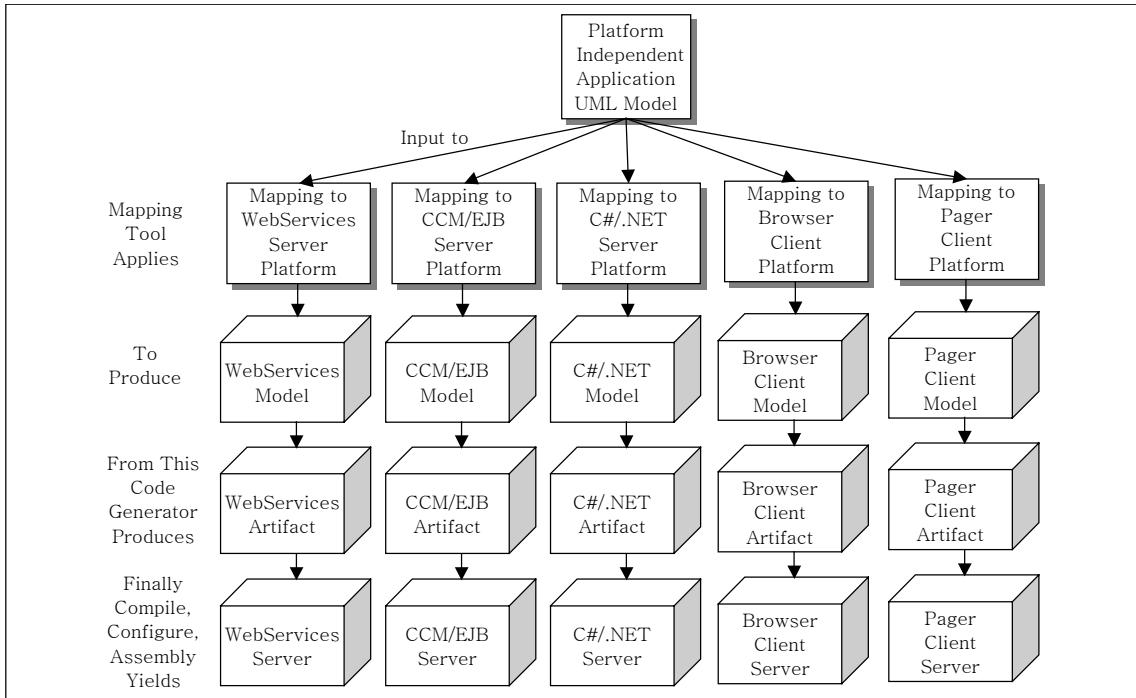 Platform
Independent
Application
UML Model
Input to
Mapping
Tool
Applies
Mapping to
WebServices
Server
Platform
Mapping to
CCM/EJB
Server
Platform
Mapping to
C#/.NET
Server
Platform
Mapping to
Browser
Client
Platform
Mapping to
Pager
Client
Platform
To
Produce
WebServices
Model
CCM/EJB
Model
C#/.NET
Model
Browser
Client
Model
Pager
Client
Model
From This
Code
Generator
Produces
WebServices
Artifact
CCM/EJB
Artifact
C#/.NET
Artifact
Browser
Client
Artifact
Pager
Client
Artifact
Finally
Compile,
Configure,
Assembly
Yields
WebServices
Server
CCM/EJB
Server
C#/.NET
Server
Browser
Client
Server
Pager
Client
Server